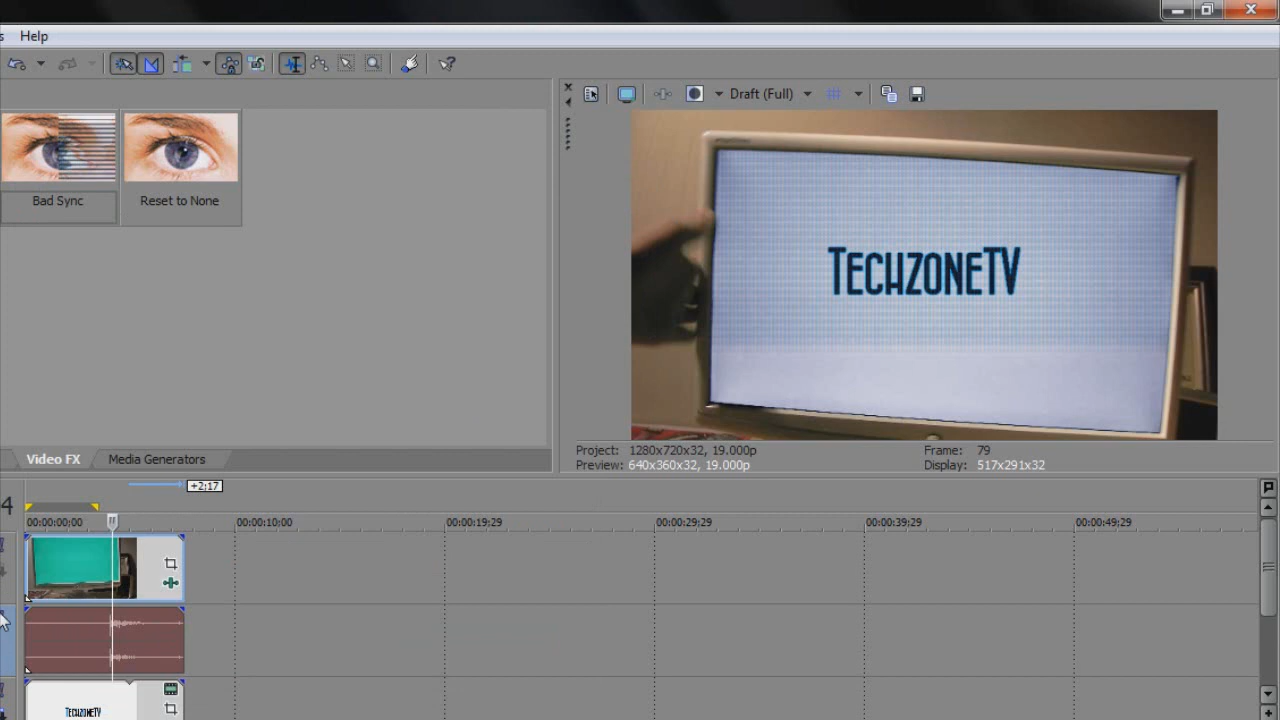 s Help
Draft (Full)
Bad Sync
Reset to None
TECHZONETV
Project: 1280x720x32, 19.000p
Preview: 640x360x32, 19.000p
Frame: 79
Display: 517x291x32
Video FX
Media Generators
+2;17
4
00:00:00;00
00:00:10;00
00:00:19;29
00:00:29;29
00:00:39;29
00:00:49;29
TECHZONETV